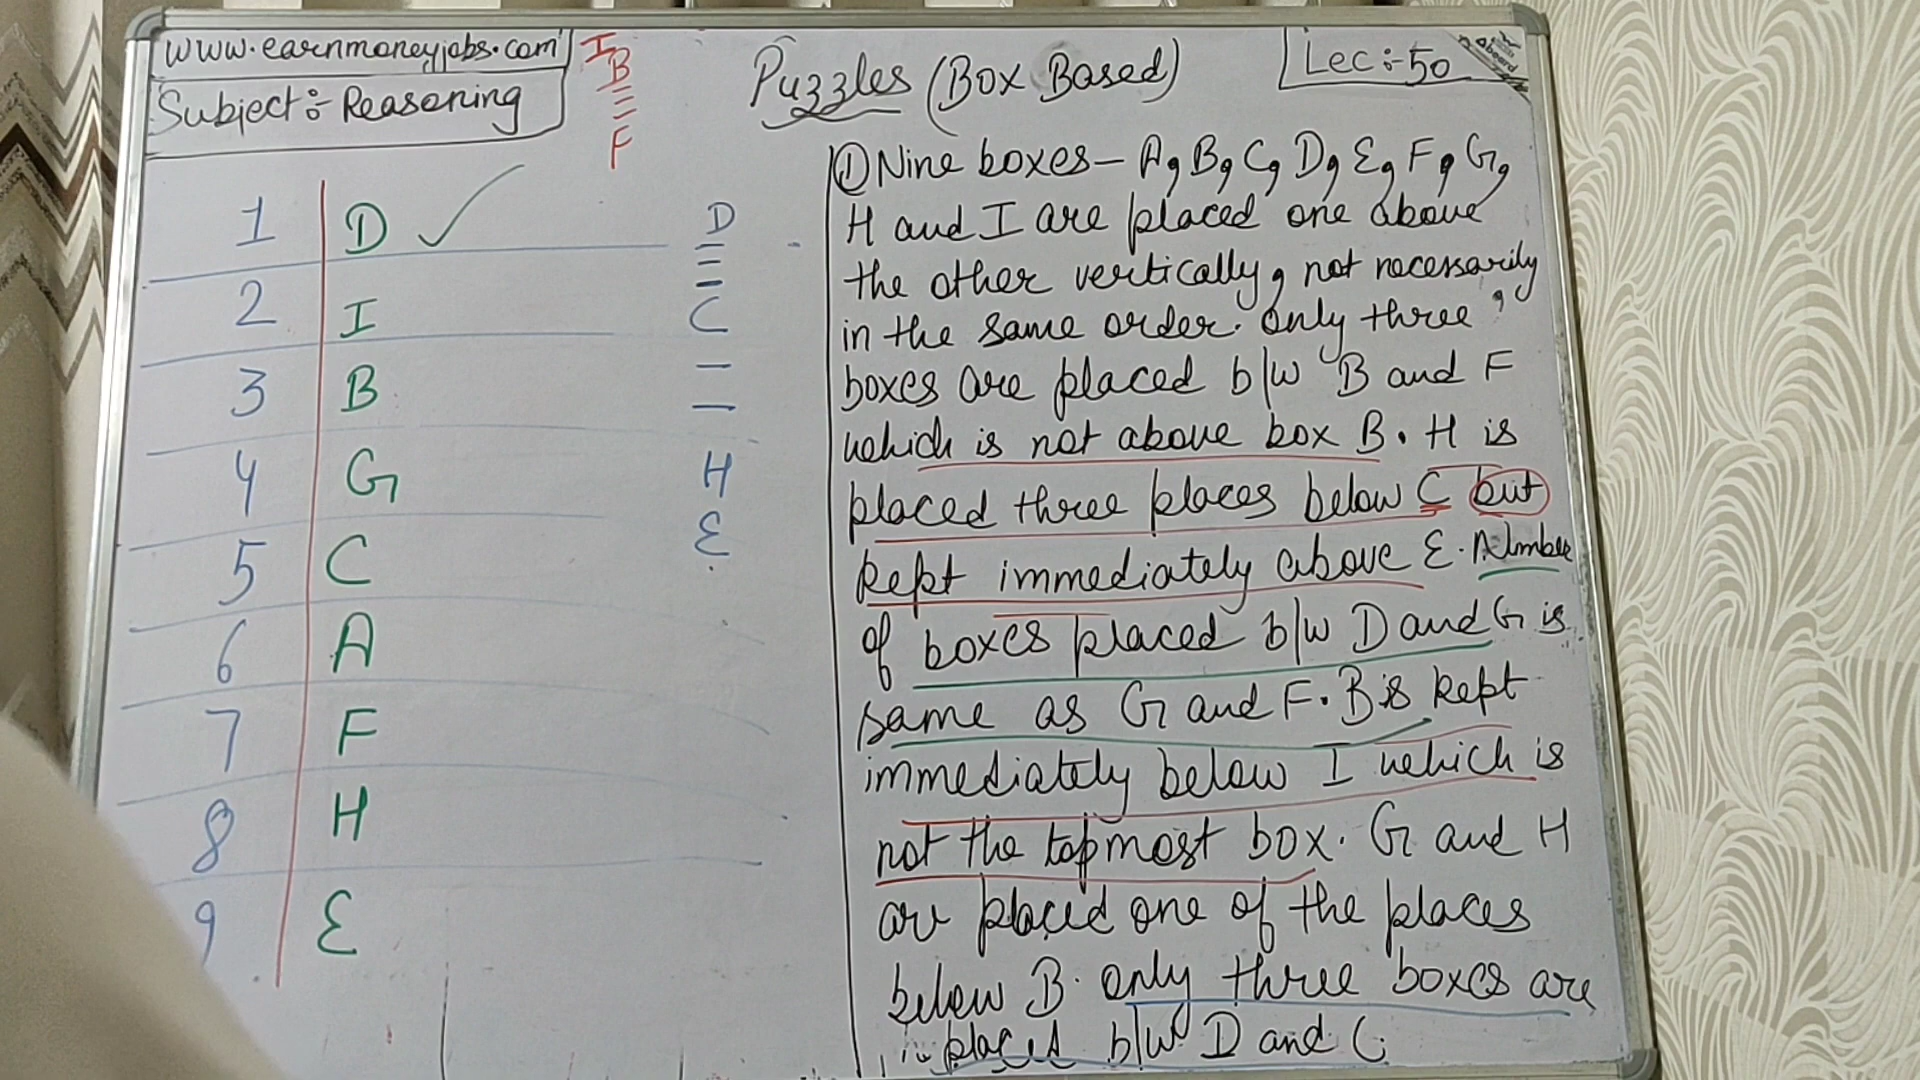 www.earnmoneyjobs.com
Subject: Reasoning
I
B
F
Puzzles (Box Based)
Lec:-50
1 D ✓
2 I
3 B
4 G
5 C
6 A
7 F
8 H
9 E
D
C
H
E
① Nine boxes- A, B, C, D, E, F, G,
H and I are placed one above
the other vertically, not necessarily
in the same order. Only three
boxes are placed b/w B and F
which is not above box B. H is
placed three places below C but
kept immediately above E. Number
of boxes placed b/w D and G is
same as G and F. B is kept
immediately below I which is
not the topmost box. G and H
are placed one of the places
below B. Only three boxes are
placed b/w D and C.